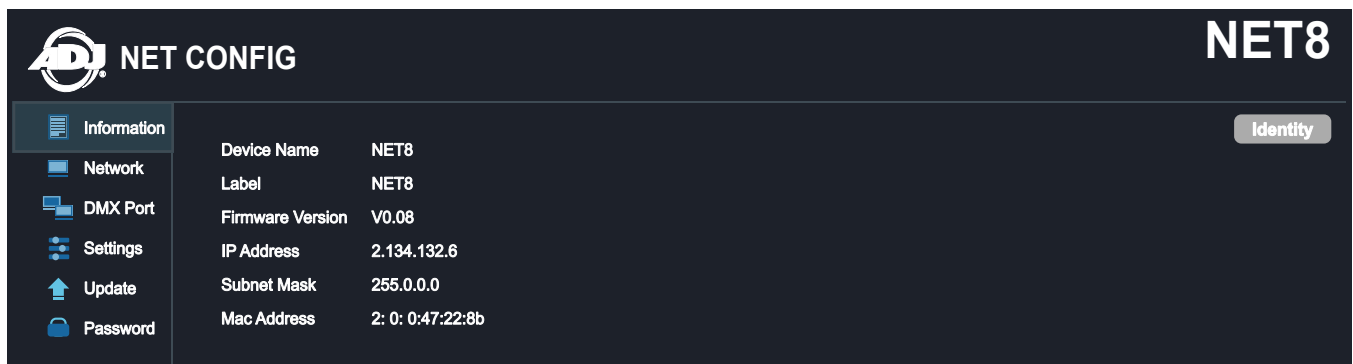 ADJ NET CONFIG
NET8
Information
Network
DMX Port
Settings
Update
Password
Identity
Device Name NET8
Label NET8
Firmware Version V0.08
IP Address 2.134.132.6
Subnet Mask 255.0.0.0
Mac Address 2: 0: 0:47:22:8b